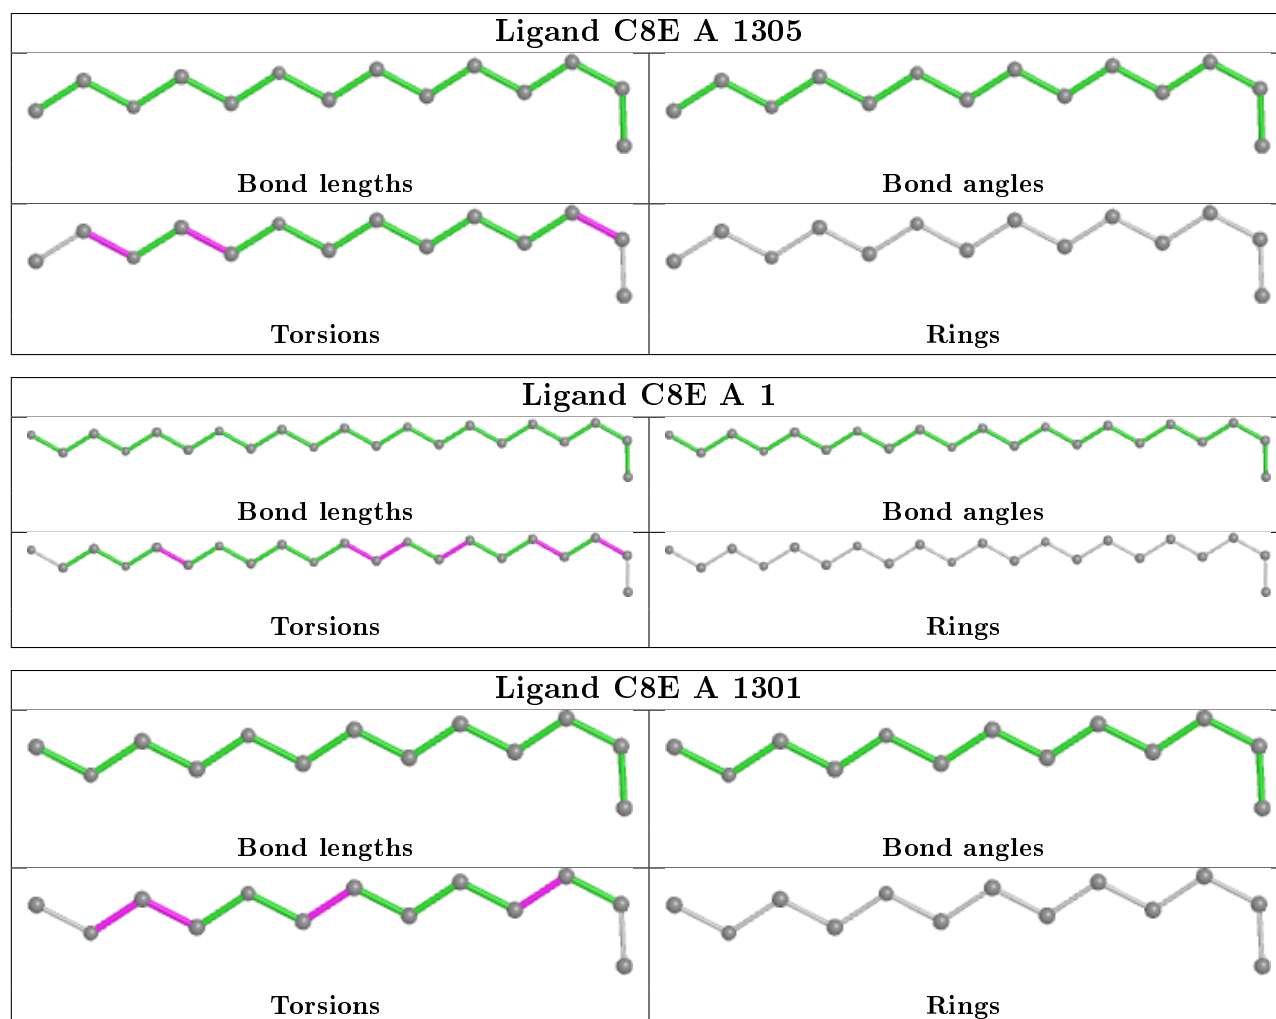 Ligand C8E A 1305
Bond lengths
Bond angles
Torsions
Rings
Ligand C8E A 1
Bond lengths
Bond angles
Torsions
Rings
Ligand C8E A 1301
Bond lengths
Bond angles
Torsions
Rings